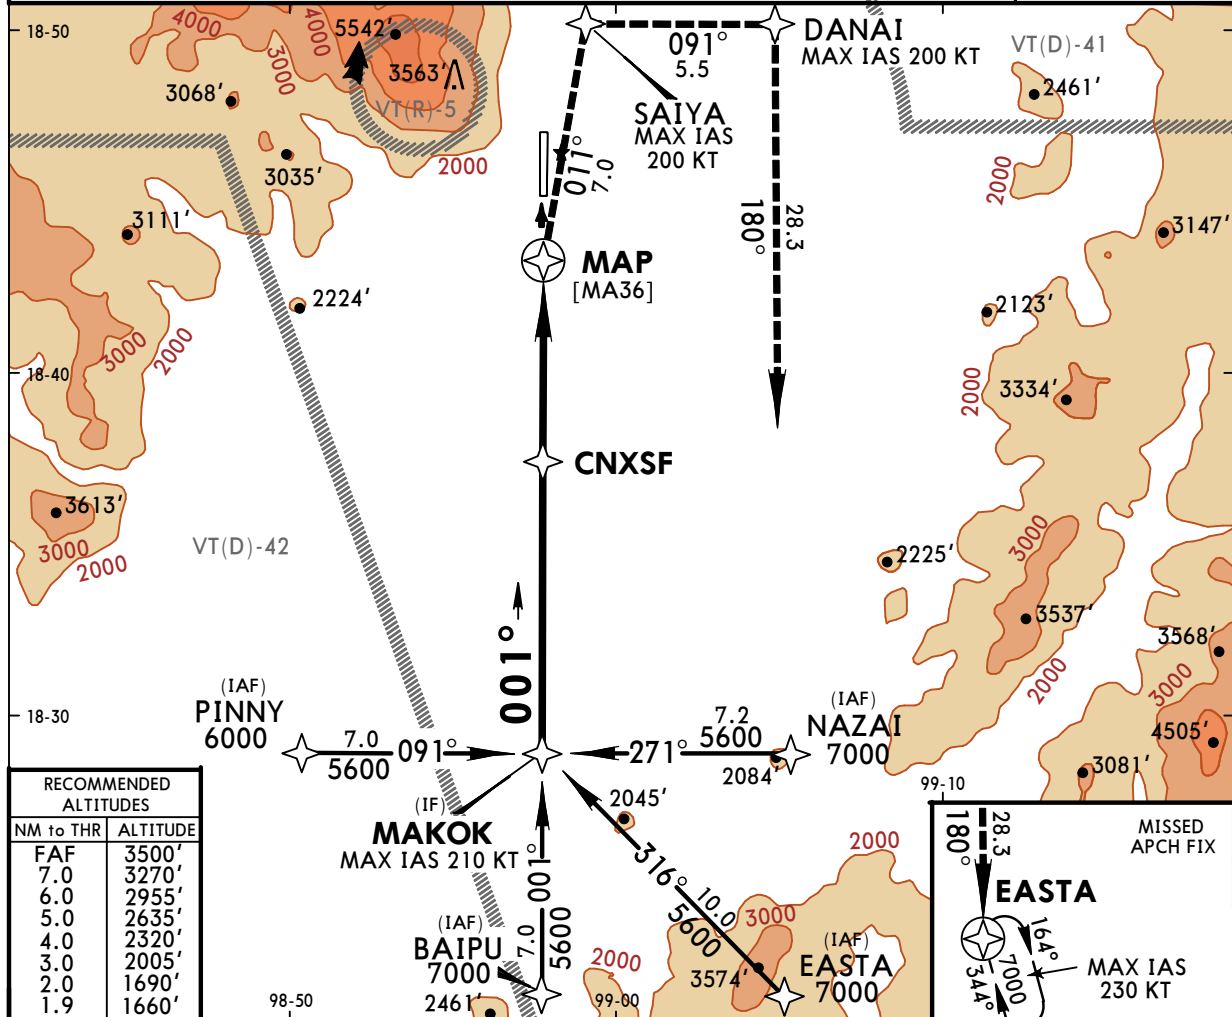 18-50
4000
4000
3000
5542'
3563'
VT(R)-5
2000
3068'
3035'
091°
5.5
DANAI
MAX IAS 200 KT
SAIYA
MAX IAS
200 KT
011°
7.0
VT(D)-41
2461'
2000
3111'
2224'
3000
2000
MAP
[MA36]
180°
28.3
3147'
2123'
18-40
2000
3334'
CNXSF
3613'
3000
2000
VT(D)-42
2225'
3000
3537'
2000
3568'
3000
4505'
001°
(IAF)
PINNY
6000
18-30
7.0
091°
5600
7.2
271°
5600
2084'
(IAF)
NAZAI
7000
3081'
99-10
(IF)
MAKOK
MAX IAS 210 KT
2045'
316°
10.0
5600
2000
3000
3574'
(IAF)
EASTA
7000
001°
7.0
5600
(IAF)
BAIPU
7000
2461'
2000
98-50
99-00
RECOMMENDED
ALTITUDES
NM to THR ALTITUDE
FAF 3500'
7.0 3270'
6.0 2955'
5.0 2635'
4.0 2320'
3.0 2005'
2.0 1690'
1.9 1660'
180°
28.3
MISSED
APCH FIX
EASTA
164°
7000
344°
MAX IAS
230 KT